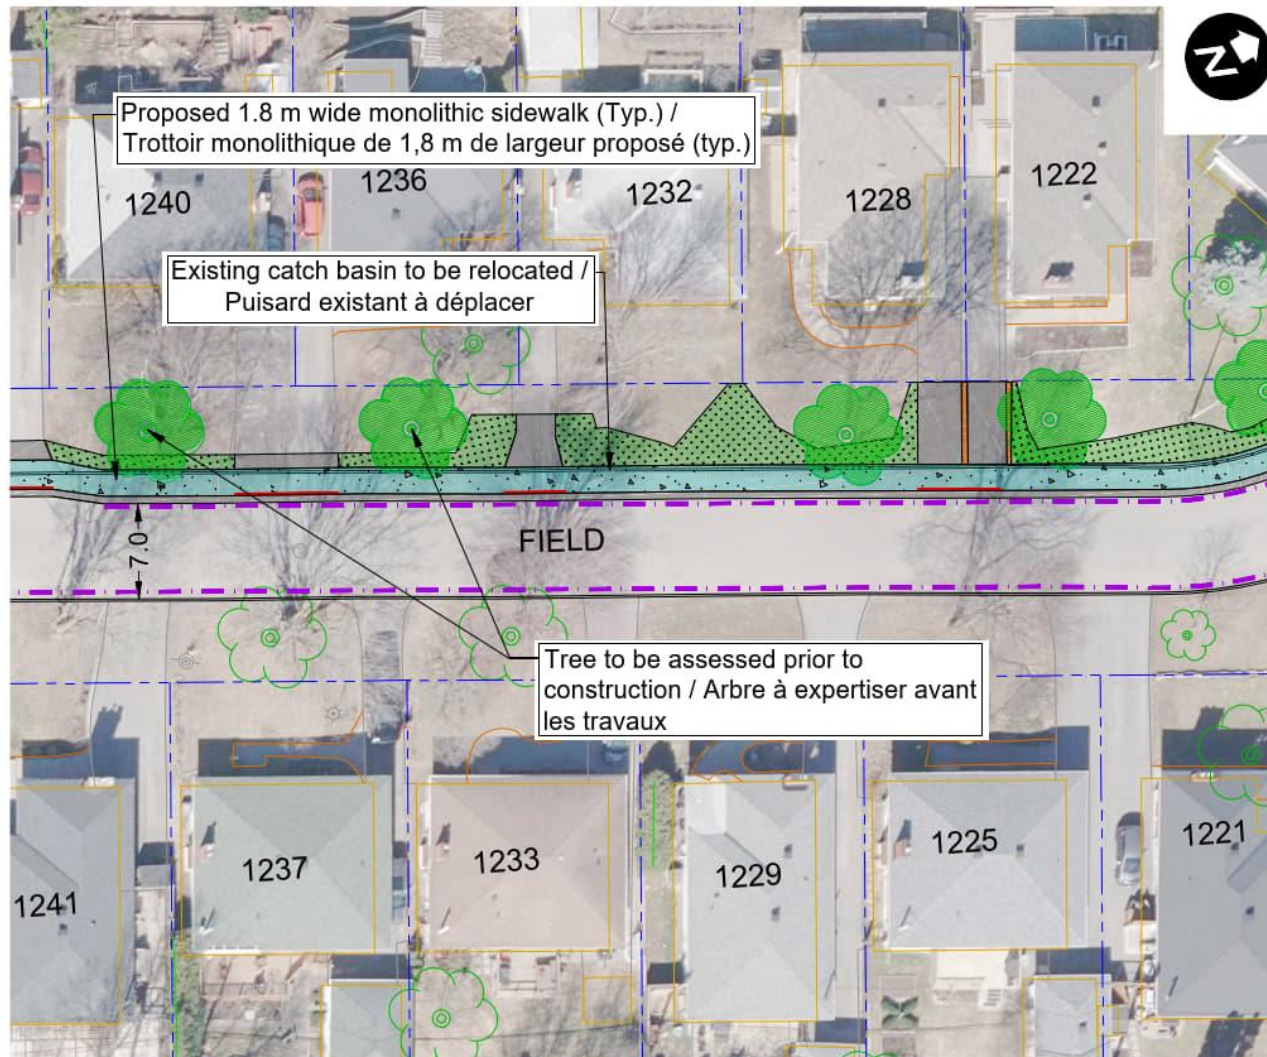 N
Proposed 1.8 m wide monolithic sidewalk (Typ.) /
Trottoir monolithique de 1,8 m de largeur proposé (typ.)
1240
1236
1232
1228
1222
Existing catch basin to be relocated /
Puisard existant à déplacer
7.0
FIELD
Tree to be assessed prior to
construction / Arbre à expertiser avant
les travaux
1241
1237
1233
1229
1225
1221